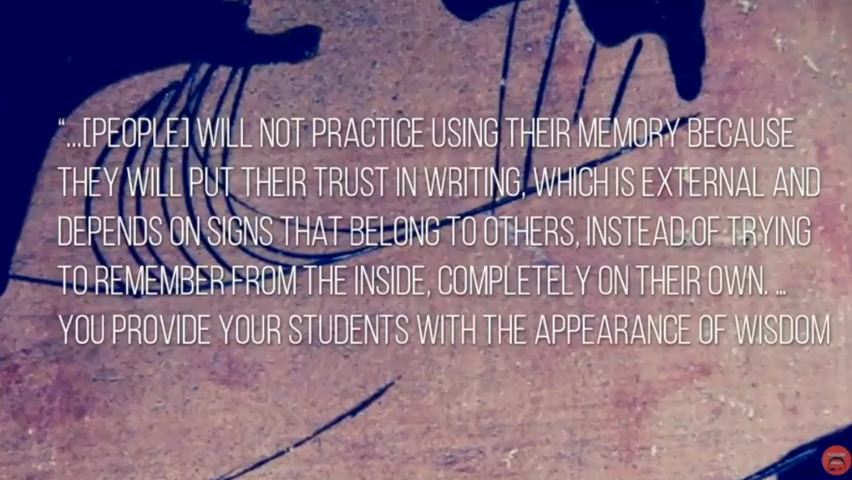 “...[PEOPLE] WILL NOT PRACTICE USING THEIR MEMORY BECAUSE
THEY WILL PUT THEIR TRUST IN WRITING, WHICH IS EXTERNAL AND
DEPENDS ON SIGNS THAT BELONG TO OTHERS, INSTEAD OF TRYING
TO REMEMBER FROM THE INSIDE, COMPLETELY ON THEIR OWN. ...
YOU PROVIDE YOUR STUDENTS WITH THE APPEARANCE OF WISDOM